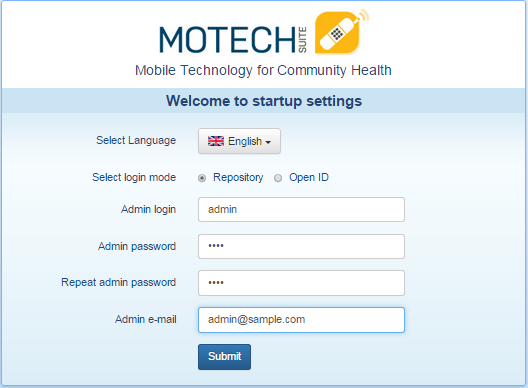 MOTECH SUITE
Mobile Technology for Community Health
Welcome to startup settings
Select Language English
Select login mode Repository Open ID
Admin login admin
Admin password ••••
Repeat admin password ••••
Admin e-mail admin@sample.com
Submit